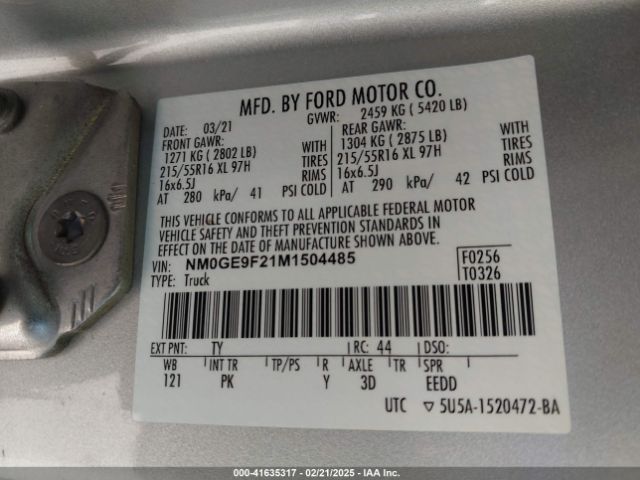 MFD. BY FORD MOTOR CO.
DATE: 03/21 GVWR: 2459 KG ( 5420 LB)
FRONT GAWR: REAR GAWR:
1271 KG ( 2802 LB) WITH 1304 KG ( 2875 LB) WITH
215/55R16 XL 97H TIRES 215/55R16 XL 97H TIRES
16x6.5J RIMS 16x6.5J RIMS
AT 280 kPa/ 41 PSI COLD AT 290 kPa/ 42 PSI COLD
THIS VEHICLE CONFORMS TO ALL APPLICABLE FEDERAL MOTOR
VEHICLE SAFETY AND THEFT PREVENTION STANDARDS IN
EFFECT ON THE DATE OF MANUFACTURE SHOWN ABOVE.
VIN: NM0GE9F21M1504485 F0256
TYPE: Truck T0326
EXT PNT: TY RC: 44 DSO:
WB INT TR TP/PS R AXLE TR SPR
121 PK Y 3D EEDD
UTC ▽ 5U5A-1520472-BA
000-41635317 | 02/21/2025 | IAA Inc.